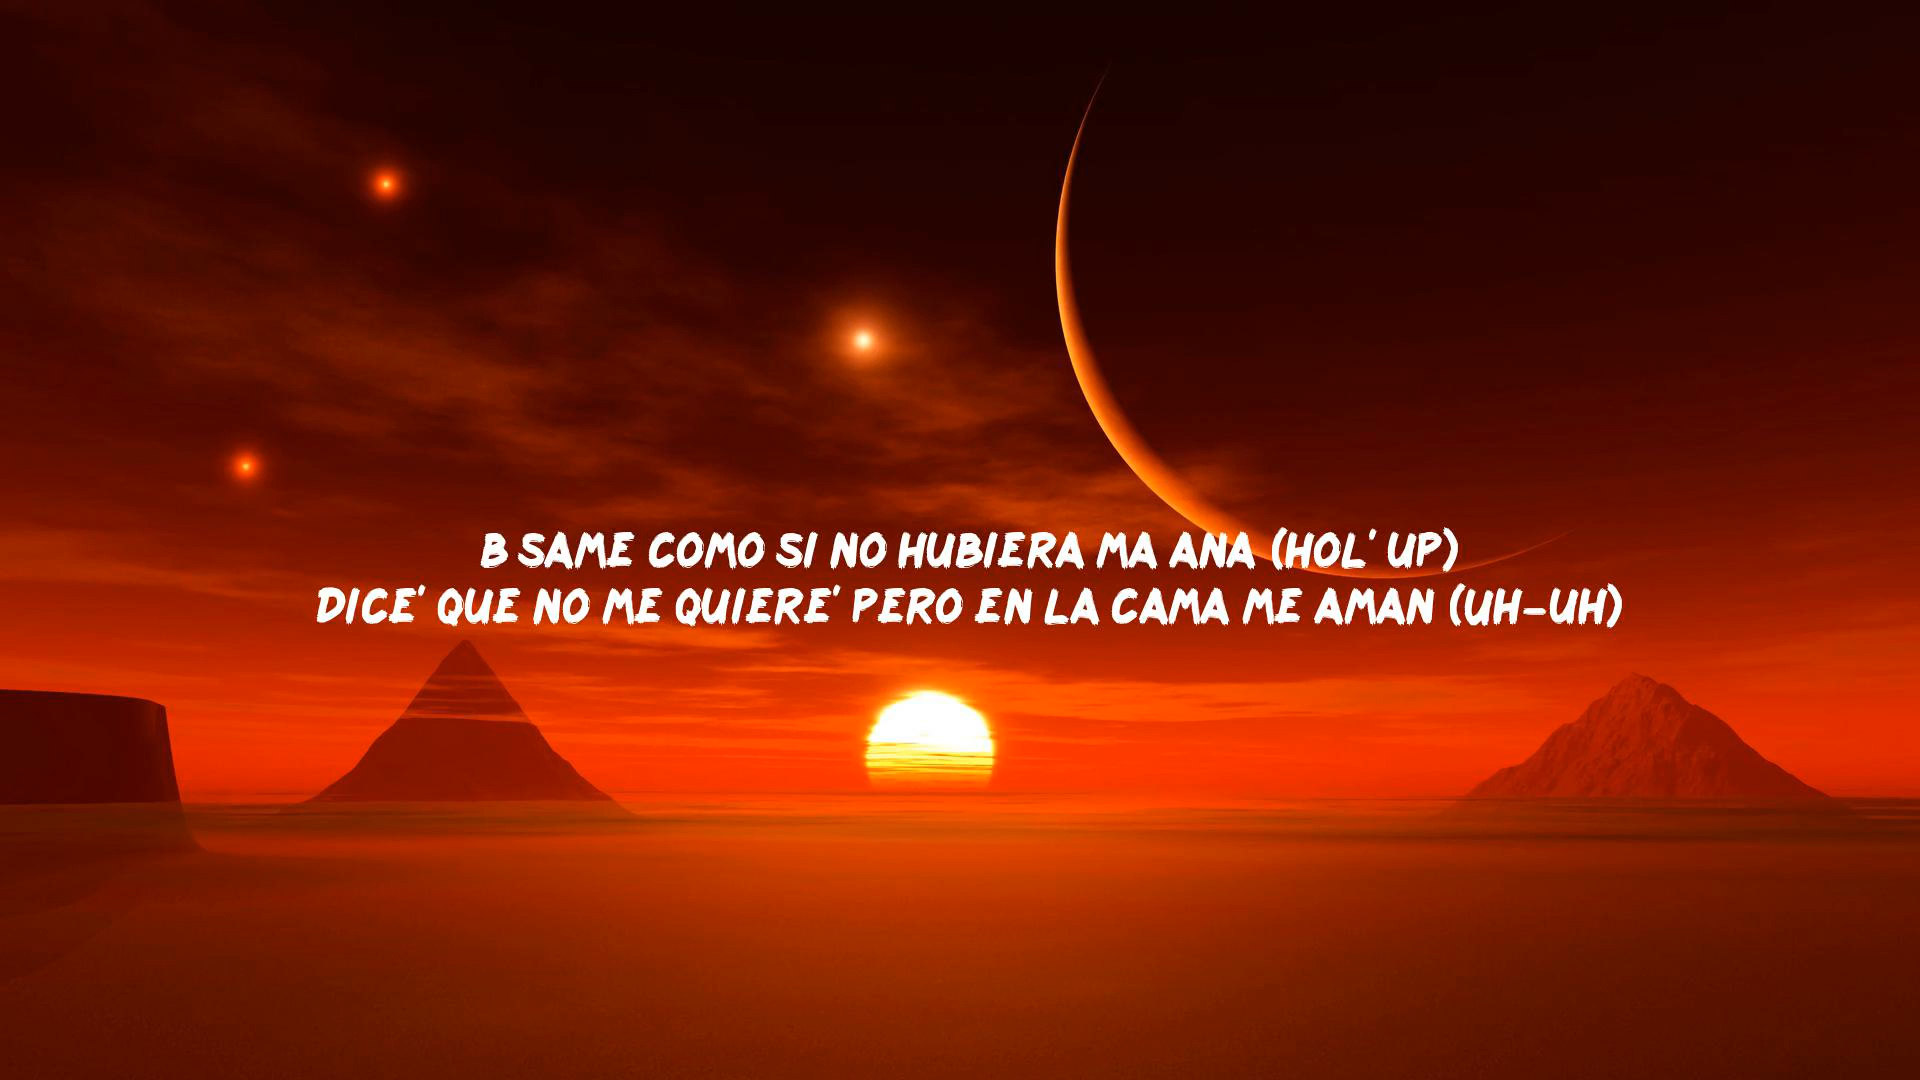 B SAME COMO SI NO HUBIERA MA ANA (HOL' UP)
DICE' QUE NO ME QUIERE' PERO EN LA CAMA ME AMAN (UH-UH)